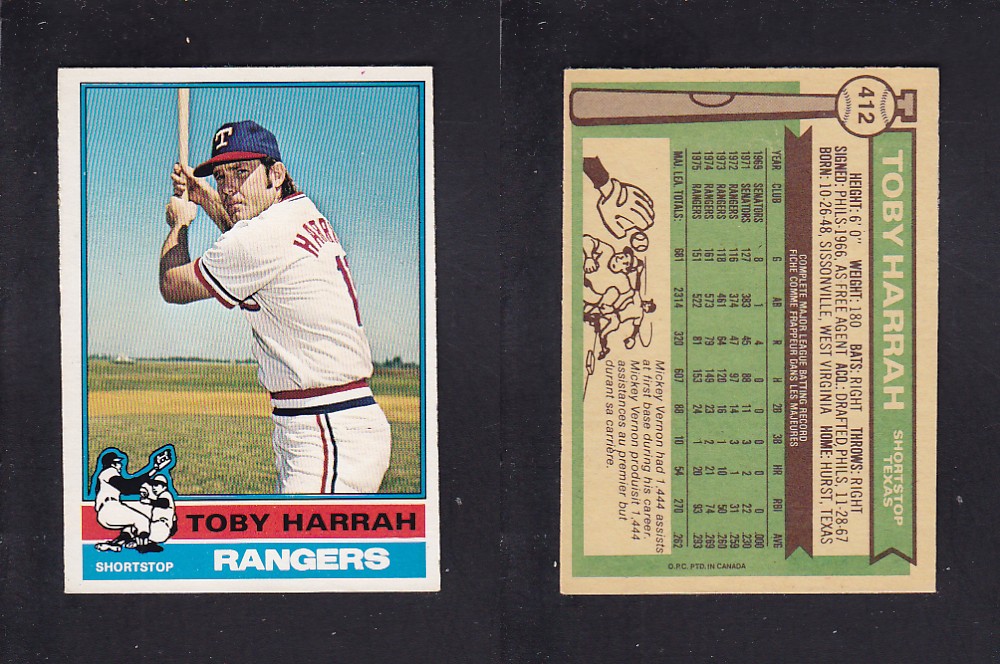 T
HARR
1
TOBY HARRAH
SHORTSTOP
RANGERS
412
TOBY HARRAH
SHORTSTOP
TEXAS
HEIGHT: 6' 0" WEIGHT: 180 BATS: RIGHT THROWS: RIGHT
SIGNED: PHILS-1966, AS FREE AGENT ADL: DRAFTED PHILS, 11-28-67
BORN: 10-26-48, SISSONVILLE, WEST VIRGINIA HOME: HURST, TEXAS
COMPLETE MAJOR LEAGUE BATTING RECORD
FICHE COMME FRAPPEUR DANS LES MAJEURES
YEAR CLUB G AB R H 2B 3B HR RBI AVG
1969 SENATORS 8 1 4 0 0 0 0 0 .000
1971 SENATORS 127 383 45 88 11 3 2 22 .230
1972 RANGERS 116 374 47 97 14 3 1 31 .259
1973 RANGERS 118 461 64 120 16 1 10 50 .260
1974 RANGERS 161 573 79 149 23 2 21 74 .260
1975 RANGERS 151 522 81 153 24 1 20 93 .293
MAJ. LEA. TOTALS: 681 2314 320 607 88 10 54 270 .262
Mickey Vernon had 1,444 assists
at first base during his career.
Mickey Vernon produisit 1,444
assistances au premier but
durant sa carrière.
O.P.C. PTD. IN CANADA